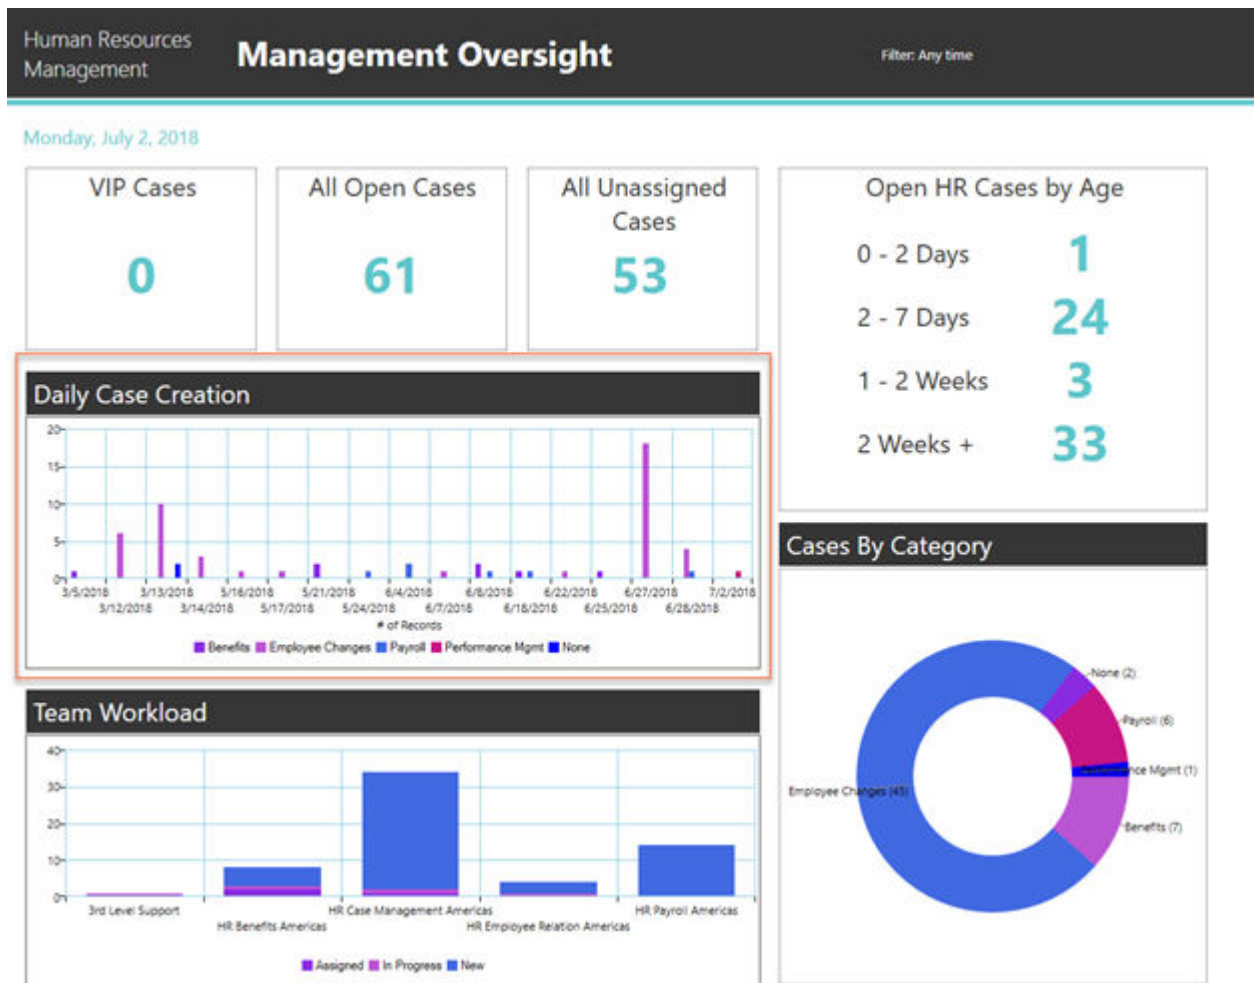 Human Resources
Management
Management Oversight
Filter: Any time
Monday, July 2, 2018
VIP Cases
0
All Open Cases
61
All Unassigned
Cases
53
Open HR Cases by Age
0 - 2 Days 1
2 - 7 Days 24
1 - 2 Weeks 3
2 Weeks + 33
Daily Case Creation
20
15
10
5
0
3/5/2018 3/13/2018 5/16/2018 5/21/2018 6/4/2018 6/8/2018 6/22/2018 6/27/2018 7/2/2018
3/12/2018 3/14/2018 5/17/2018 5/24/2018 6/7/2018 6/18/2018 6/25/2018 6/28/2018
# of Records
Benefits Employee Changes Payroll Performance Mgmt None
Team Workload
40
30
20
10
0
3rd Level Support HR Case Management Americas HR Payroll Americas
HR Benefits Americas HR Employee Relation Americas
Assigned In Progress New
Cases By Category
None (2)
Payroll (6)
Performance Mgmt (1)
Employee Changes (45)
Benefits (7)